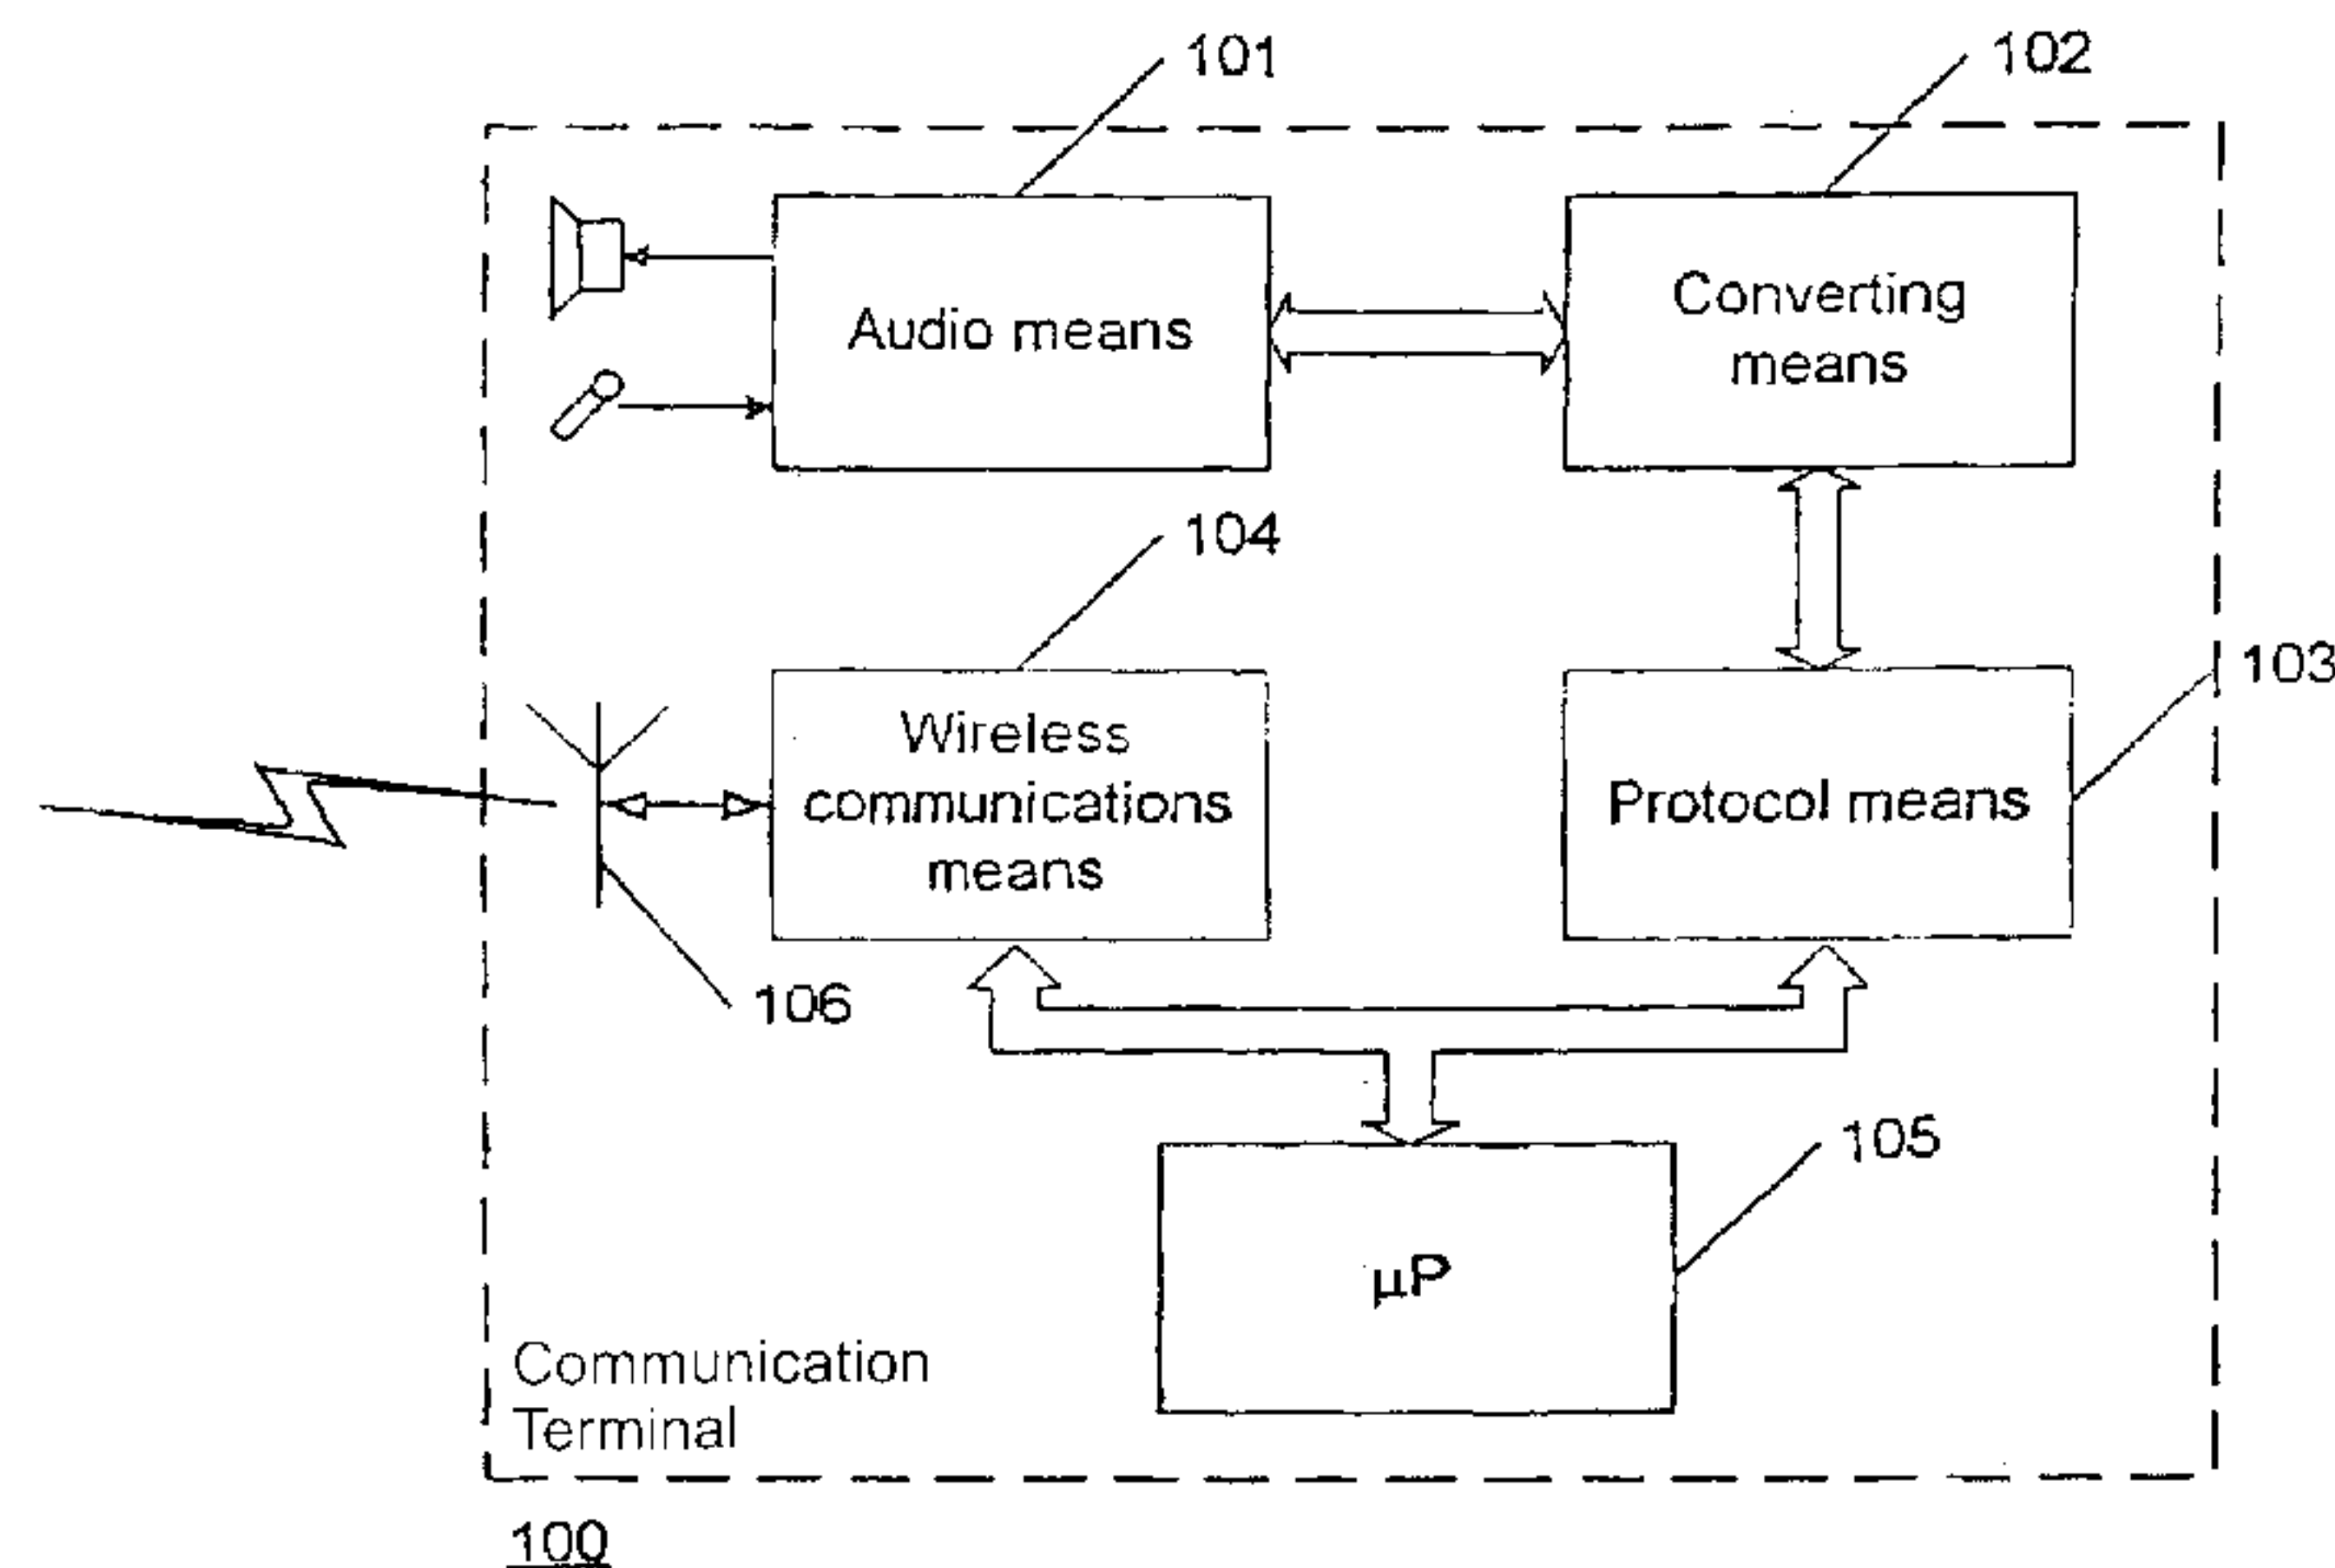 101
102
Audio means
Converting
means
104
103
Wireless
communications
means
Protocol means
106
105
µP
Communication
Terminal
100